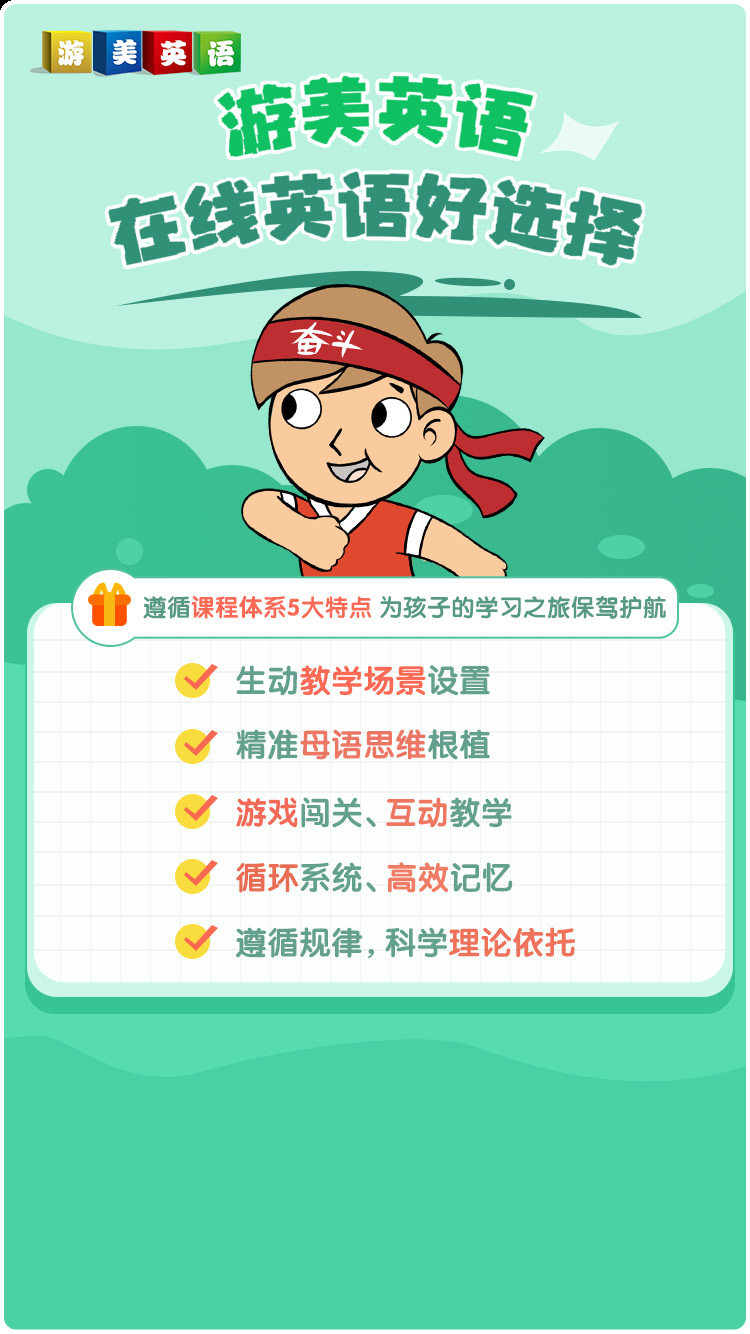 游美英语
游美英语
在线英语好选择
奋斗
遵循课程体系5大特点 为孩子的学习之旅保驾护航
生动教学场景设置
精准母语思维根植
游戏闯关、互动教学
循环系统、高效记忆
遵循规律，科学理论依托